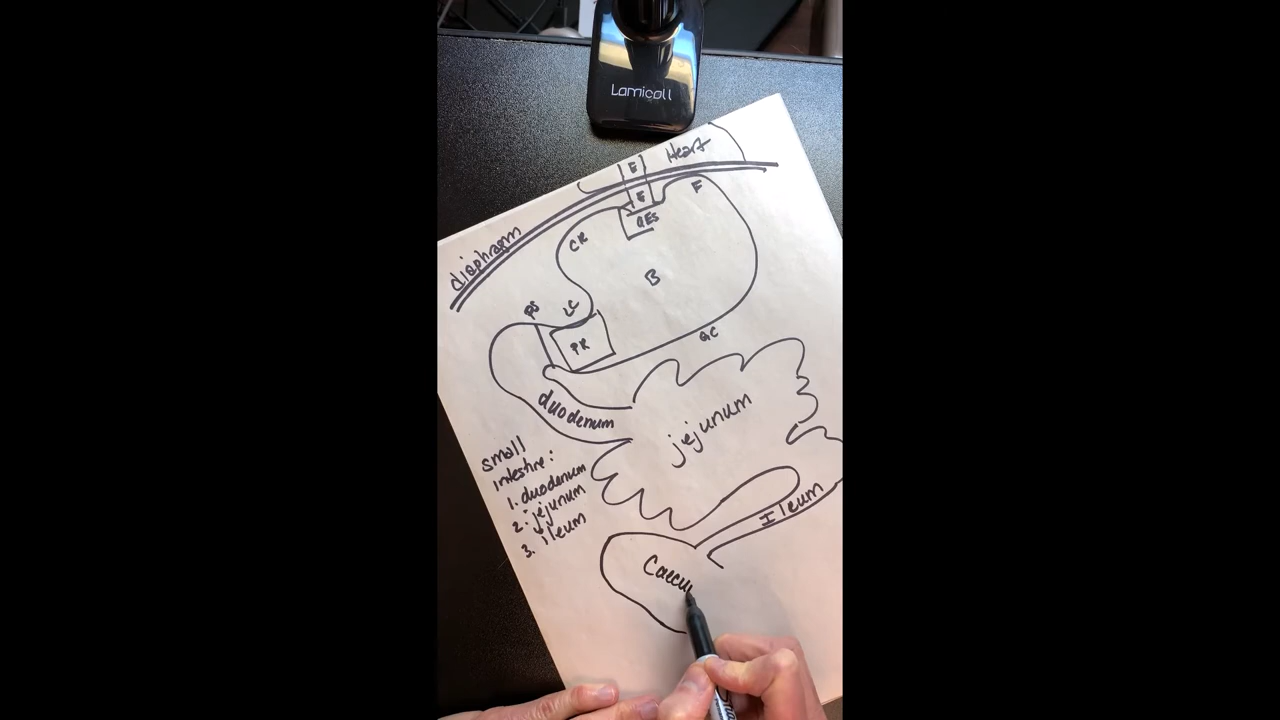 Lamicall
Heart
E
E
F
GES
CR
diaphragm
B
PS
LC
PR
GC
duodenum
jejunum
small
intestine:
1. duodenum
2. jejunum
3. ileum
Ileum
Caecu